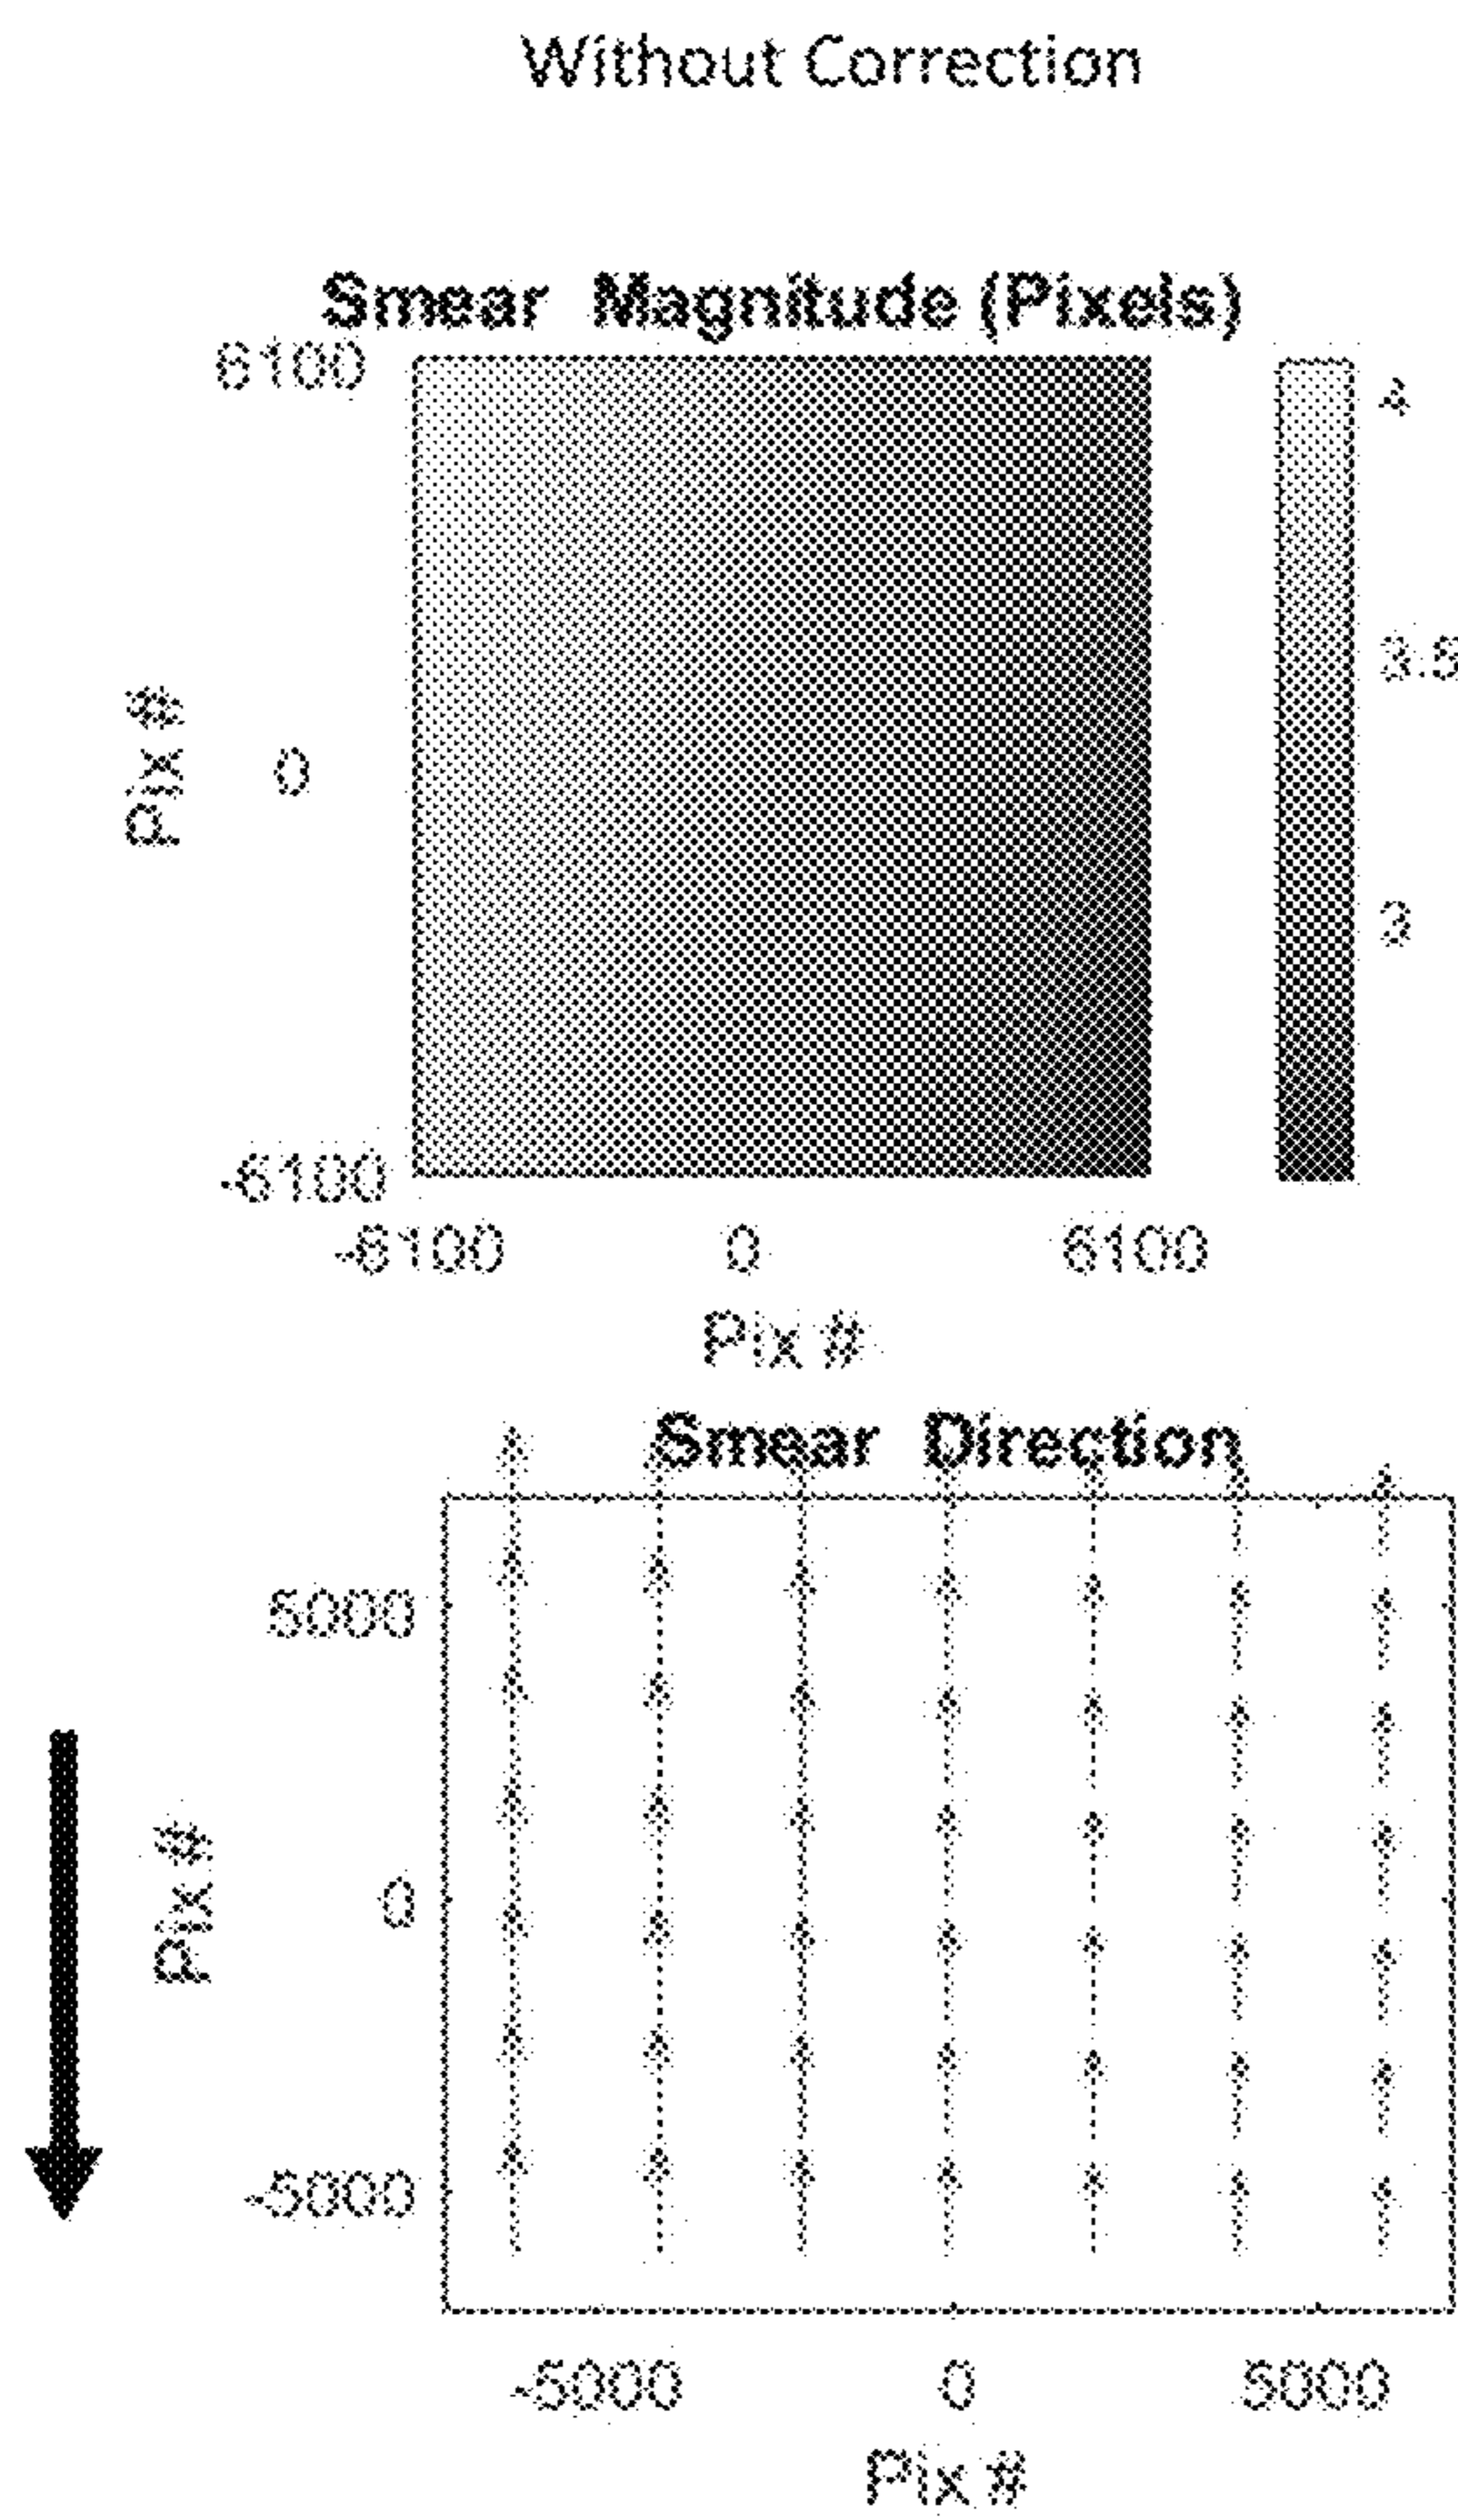 Without Correction
Smear Magnitude (Pixels)
6100
4
3.5
Pix #
0
3
-6100
-6100 0 6100
Pix #
Smear Direction
5000
Pix #
0
-5000
-5000 0 5000
Pix #